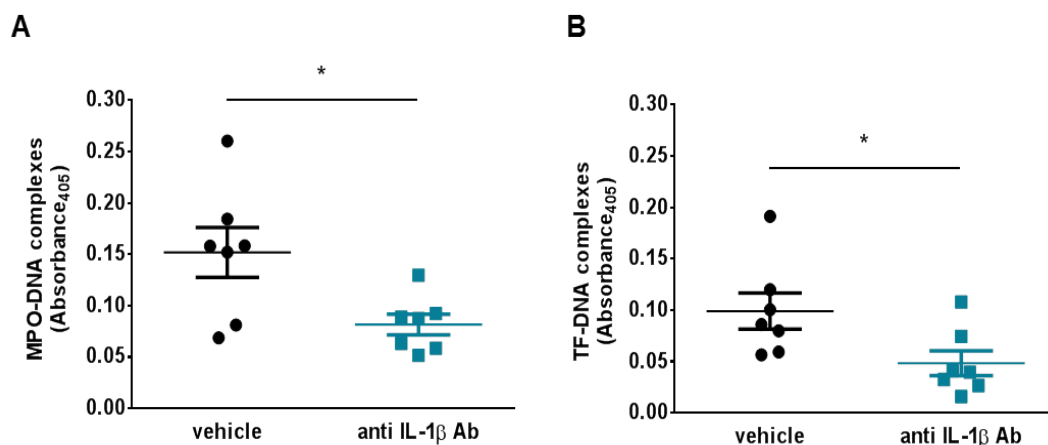 A
*
MPO-DNA complexes
(Absorbance405)
0.30
0.25
0.20
0.15
0.10
0.05
0.00
vehicle anti IL-1β Ab
B
*
TF-DNA complexes
(Absorbance405)
0.30
0.25
0.20
0.15
0.10
0.05
0.00
vehicle anti IL-1β Ab